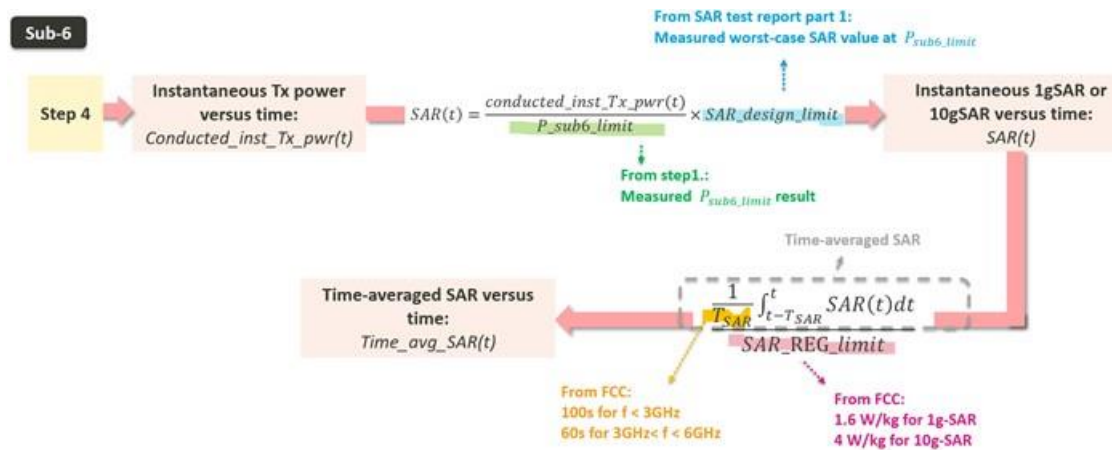 Sub-6
From SAR test report part 1:
Measured worst-case SAR value at P_sub6_limit
Step 4
Instantaneous Tx power
versus time:
Conducted_inst_Tx_pwr(t)
SAR(t) = conducted_inst_Tx_pwr(t) / P_sub6_limit × SAR_design_limit
Instantaneous 1gSAR or
10gSAR versus time:
SAR(t)
From step1.:
Measured P_sub6_limit result
Time-averaged SAR
Time-averaged SAR versus
time:
Time_avg_SAR(t)
1/T_SAR ∫_{t−T_SAR}^{t} SAR(t)dt
SAR_REG_limit
From FCC:
100s for f < 3GHz
60s for 3GHz< f < 6GHz
From FCC:
1.6 W/kg for 1g-SAR
4 W/kg for 10g-SAR